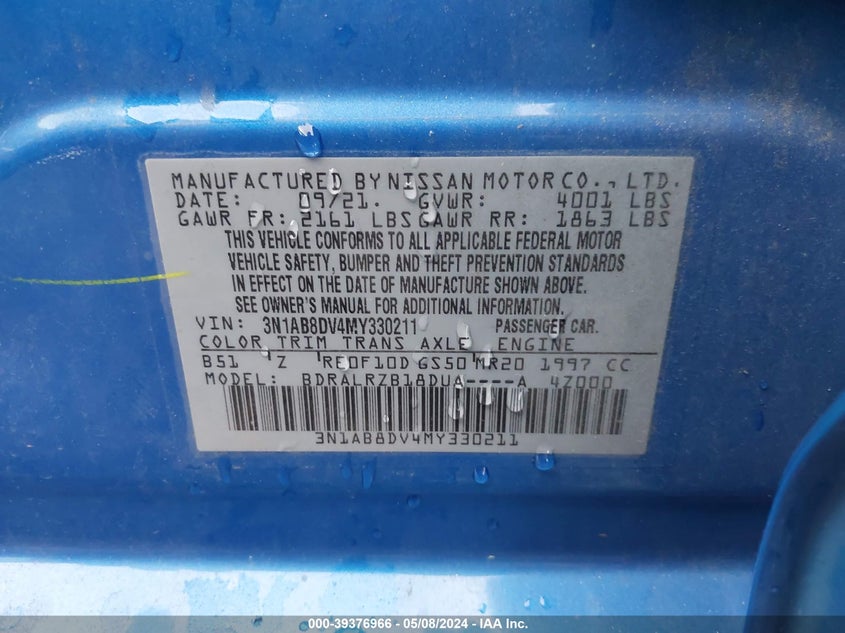 MANUFACTURED BY NISSAN MOTOR CO., LTD.
DATE: 09/21. GVWR: 4001 LBS
GAWR FR: 2161 LBS GAWR RR: 1863 LBS
THIS VEHICLE CONFORMS TO ALL APPLICABLE FEDERAL MOTOR
VEHICLE SAFETY, BUMPER AND THEFT PREVENTION STANDARDS
IN EFFECT ON THE DATE OF MANUFACTURE SHOWN ABOVE.
SEE OWNER'S MANUAL FOR ADDITIONAL INFORMATION.
VIN: 3N1AB8DV4MY330211 PASSENGER CAR.
COLOR TRIM TRANS AXLE ENGINE
B51 Z RE0F10D GS50 MR20 1997 CC
MODEL: BDRALRZB18DUA----A 4Z000
3N1AB8DV4MY330211
000-39376966 - 05/08/2024 - IAA Inc.